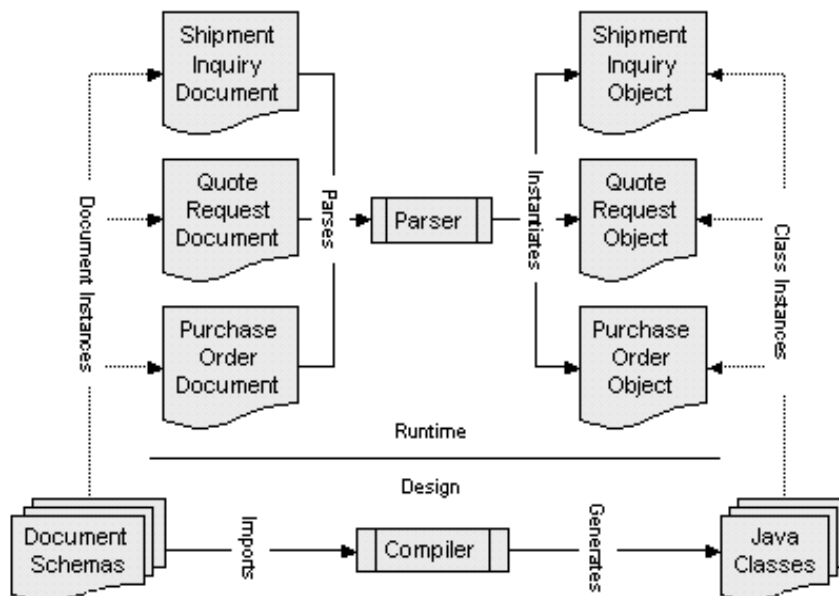 Shipment
Inquiry
Document
Shipment
Inquiry
Object
Document Instances
Quote
Request
Document
Parses
Parser
Instantiates
Quote
Request
Object
Class Instances
Purchase
Order
Document
Purchase
Order
Object
Runtime
Design
Document
Schemas
Imports
Compiler
Generates
Java
Classes